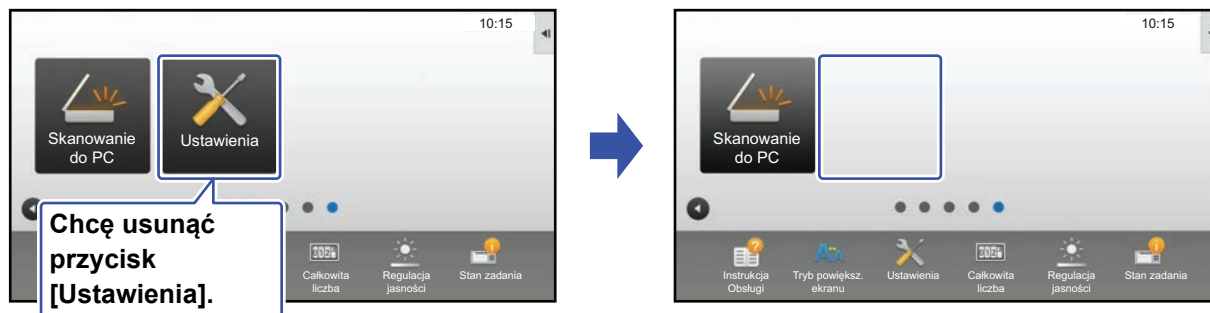 10:15
Skanowanie
do PC
Ustawienia
Chcę usunąć
przycisk
[Ustawienia].
Całkowita
liczba
Regulacja
jasności
Stan zadania
10:15
Skanowanie
do PC
Instrukcja
Obsługi
Tryb powiększ.
ekranu
Ustawienia
Całkowita
liczba
Regulacja
jasności
Stan zadania